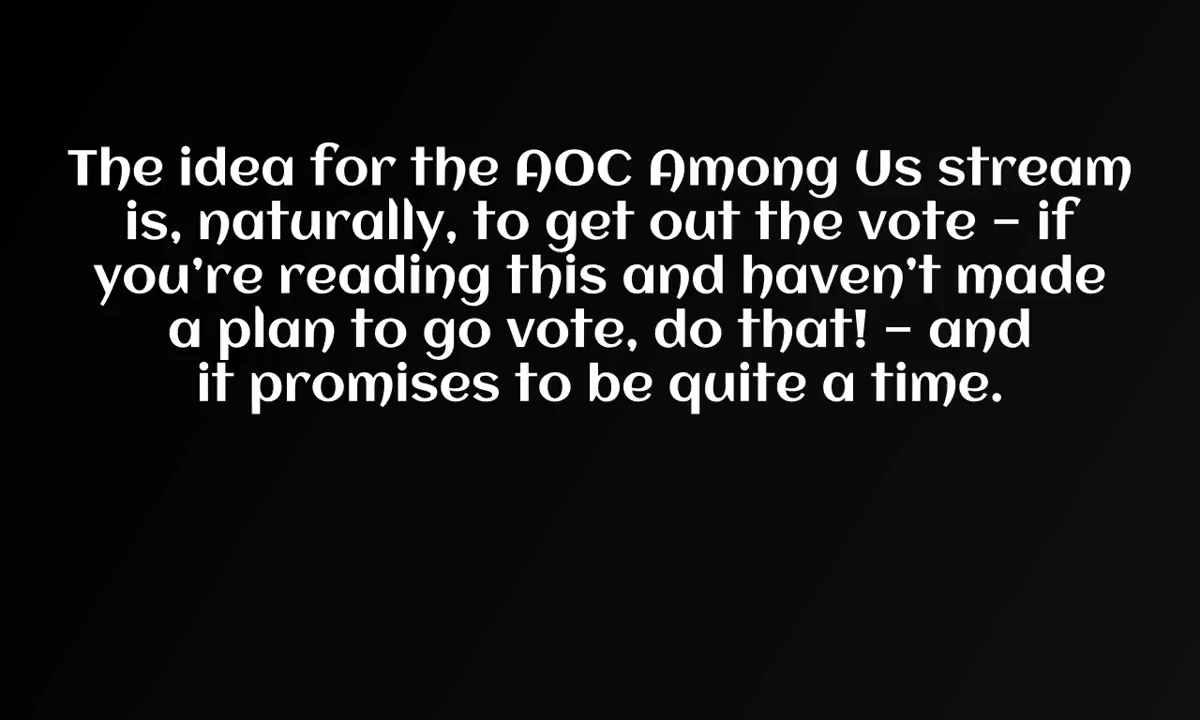 The idea for the AOC Among Us stream
is, naturally, to get out the vote – if
you’re reading this and haven’t made
a plan to go vote, do that! – and
it promises to be quite a time.